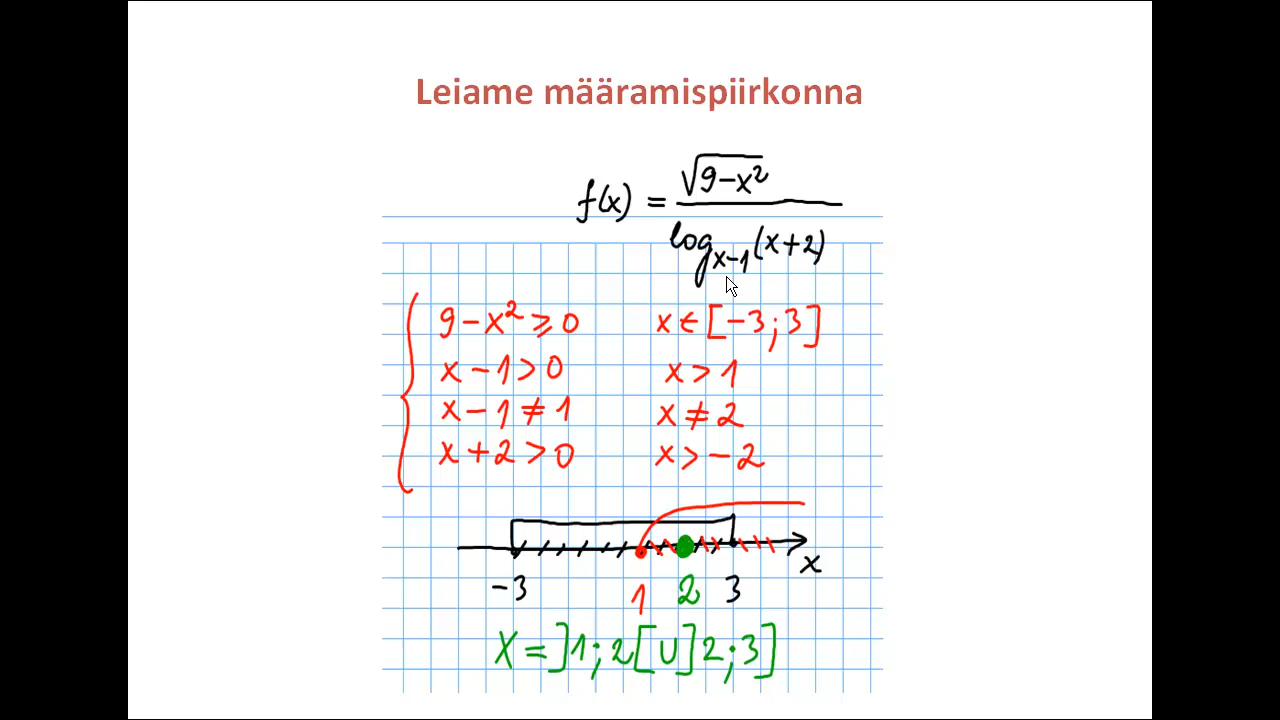 Leiame määramispiirkonna
f(x) = √(9-x²) / log_{x-1}(x+2)
9-x² ⩾ 0 x ∈ [-3;3]
x-1>0 x>1
x-1≠1 x≠2
x+2>0 x>-2
-3 1 2 3 x
X=]1;2[∪]2;3]